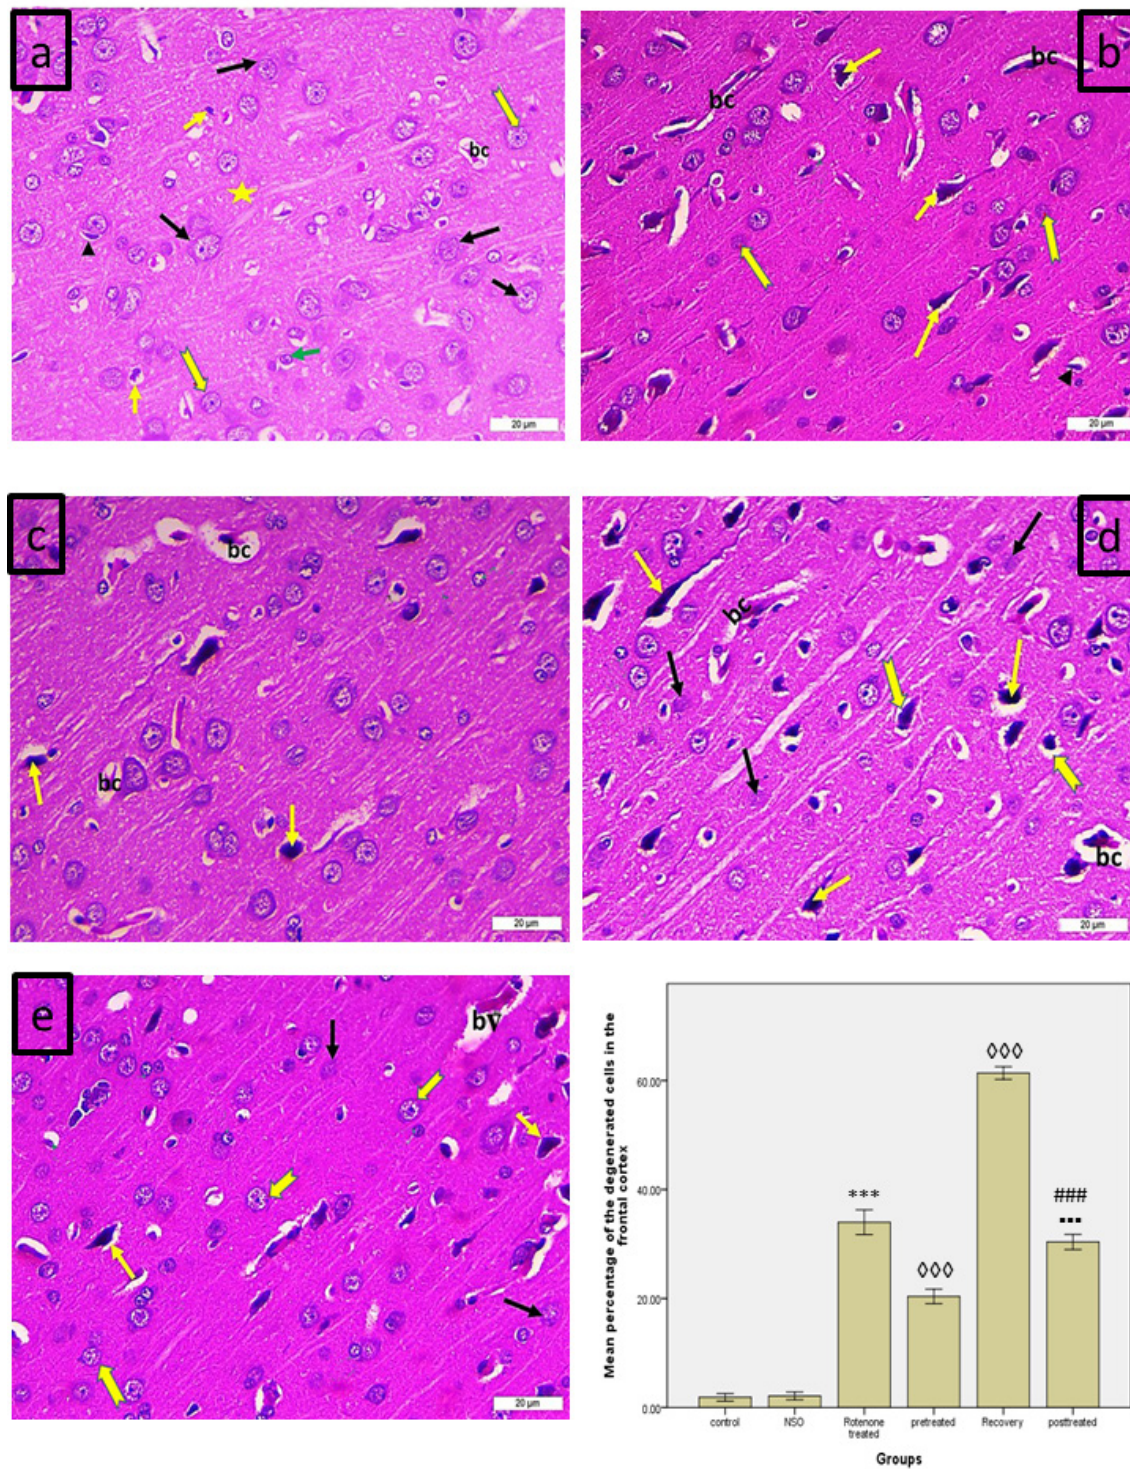 a
bc
20 µm
b
bc
bc
20 µm
c
bc
bc
20 µm
d
bc
bc
20 µm
e
bv
20 µm
Mean percentage of the degenerated cells in the
frontal cortex
60.00
40.00
20.00
0.00
***
◊◊◊
◊◊◊
###
▪▪▪
control
NSO
Rotenone
treated
pretreated
Recovery
posttreated
Groups